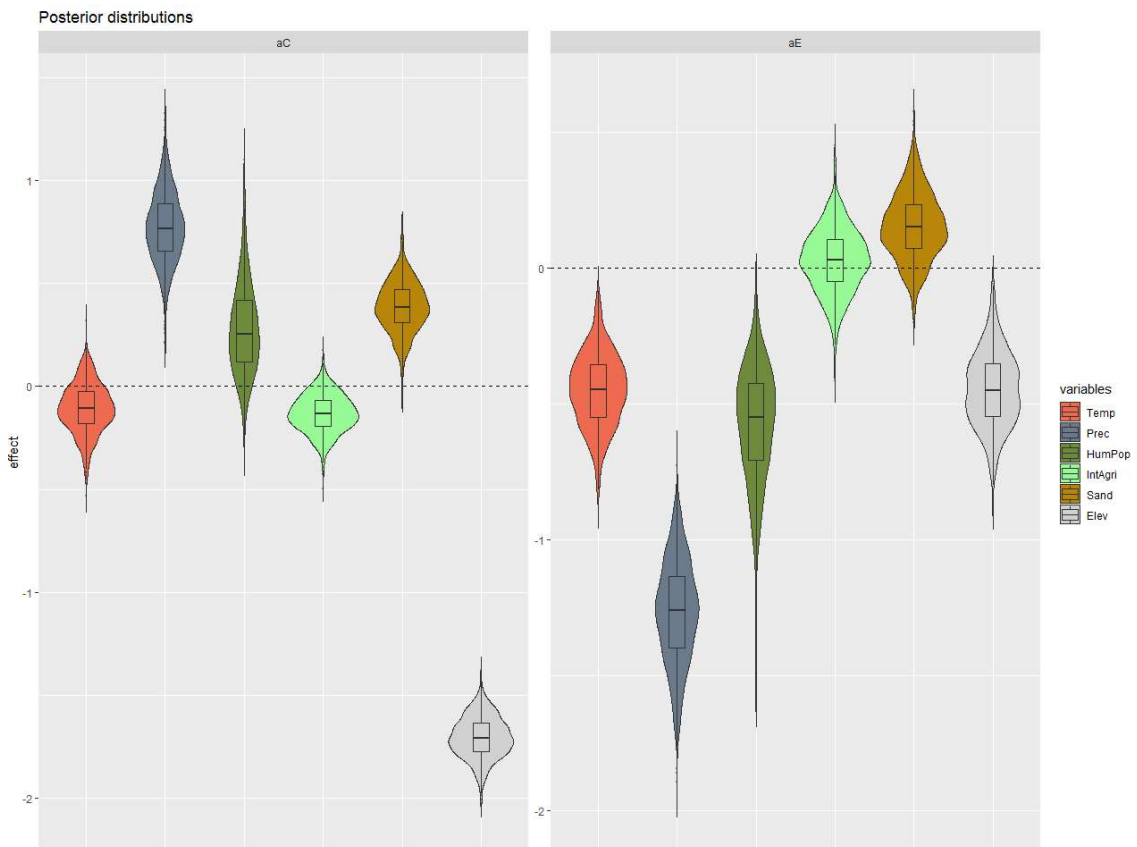 Posterior distributions
aC
aE
effect
1
0
-1
-2
0
-1
-2
variables
Temp
Prec
HumPop
IntAgri
Sand
Elev